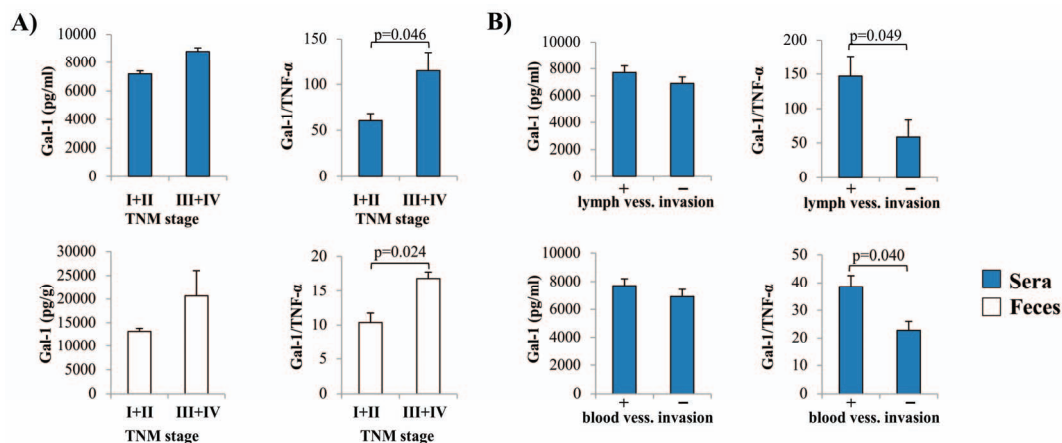 A)
Gal-1 (pg/ml)
10000
8000
6000
4000
2000
0
I+II III+IV
TNM stage
Gal-1/TNF-α
150
100
50
0
p=0.046
I+II III+IV
TNM stage
B)
Gal-1 (pg/ml)
10000
8000
6000
4000
2000
0
+ −
lymph vess. invasion
Gal-1/TNF-α
200
150
100
50
0
p=0.049
+ −
lymph vess. invasion
Gal-1 (pg/g)
30000
25000
20000
15000
10000
5000
0
I+II III+IV
TNM stage
Gal-1/TNF-α
20
15
10
5
0
p=0.024
I+II III+IV
TNM stage
Gal-1 (pg/ml)
10000
8000
6000
4000
2000
0
+ −
blood vess. invasion
Gal-1/TNF-α
50
40
30
20
10
0
p=0.040
+ −
blood vess. invasion
Sera
Feces